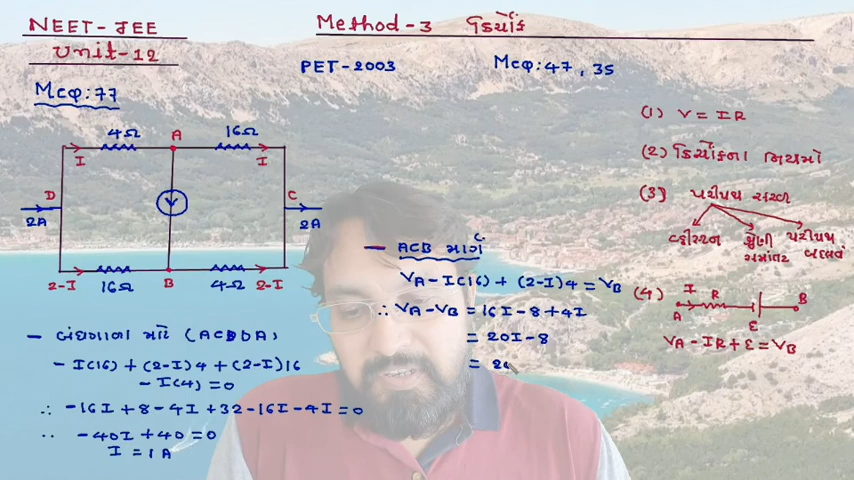 NEET-JEE
Unit-12
Method-3 કિર્ચોફ
PET-2003
Mcq:47, 35
Mcq:77
4Ω
A
16Ω
I
I
D
2A
V
C
2A
2-I
16Ω
B
4Ω
2-I
- બંધગાળા માટે (ACBDA)
-I(16) + (2-I)4 + (2-I)16
-I(4) = 0
∴ -16I + 8 - 4I + 32 - 16I - 4I = 0
∴ -40I + 40 = 0
I = 1A
- ACB માર્ગે
VA - I(16) + (2-I)4 = VB
∴ VA - VB = 16I - 8 + 4I
= 20I - 8
= 20
(1) V = IR
(2) કિર્ચોફના નિયમો
(3) પરીપથ સરળ
વ્હીસ્ટન
શ્રેણી સમાંતર
પરીપથ બદલવં
(4)
I
R
A
E
B
VA - IR + E = VB